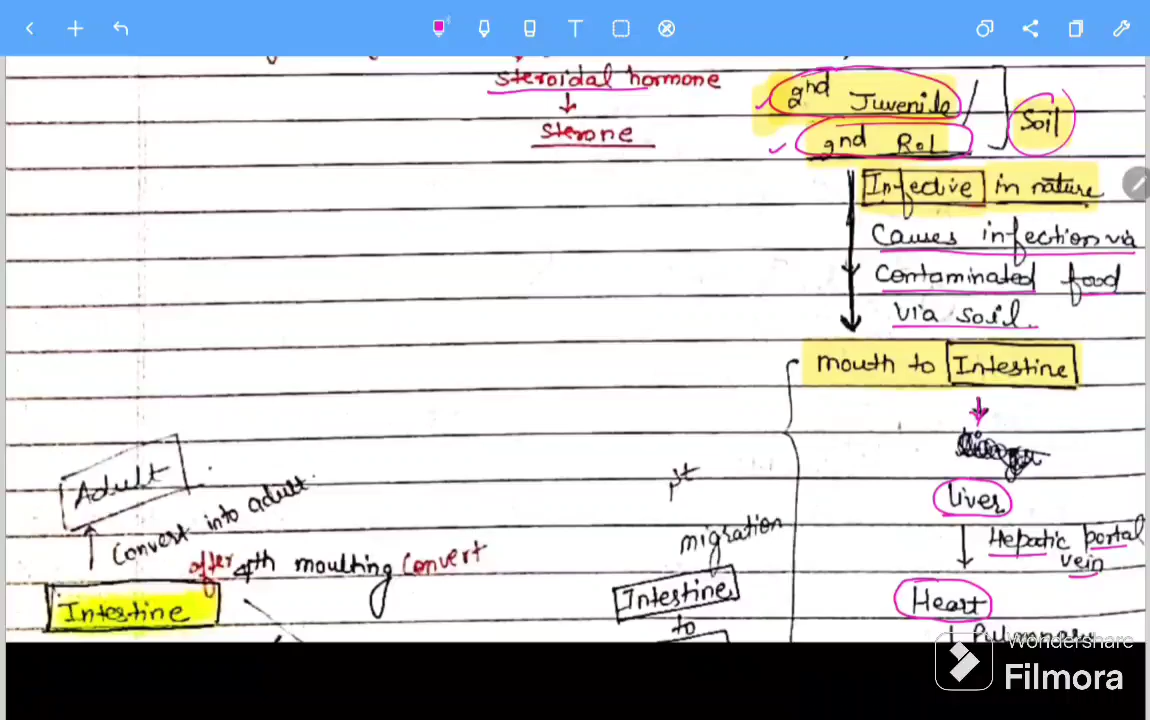 steroidal hormone
↓
sterone
2nd Juvenile
2nd RoL
Soil
Infective in nature
Causes infection via
Contaminated food
via soil.
mouth to Intestine
↓
Liver
↓ Hepatic portal
vein
Heart
Pulmonary
1st
migration
Intestine
to
Adult
↑ Convert into adult.
after 4th moulting Convert
Intestine
Wondershare
Filmora